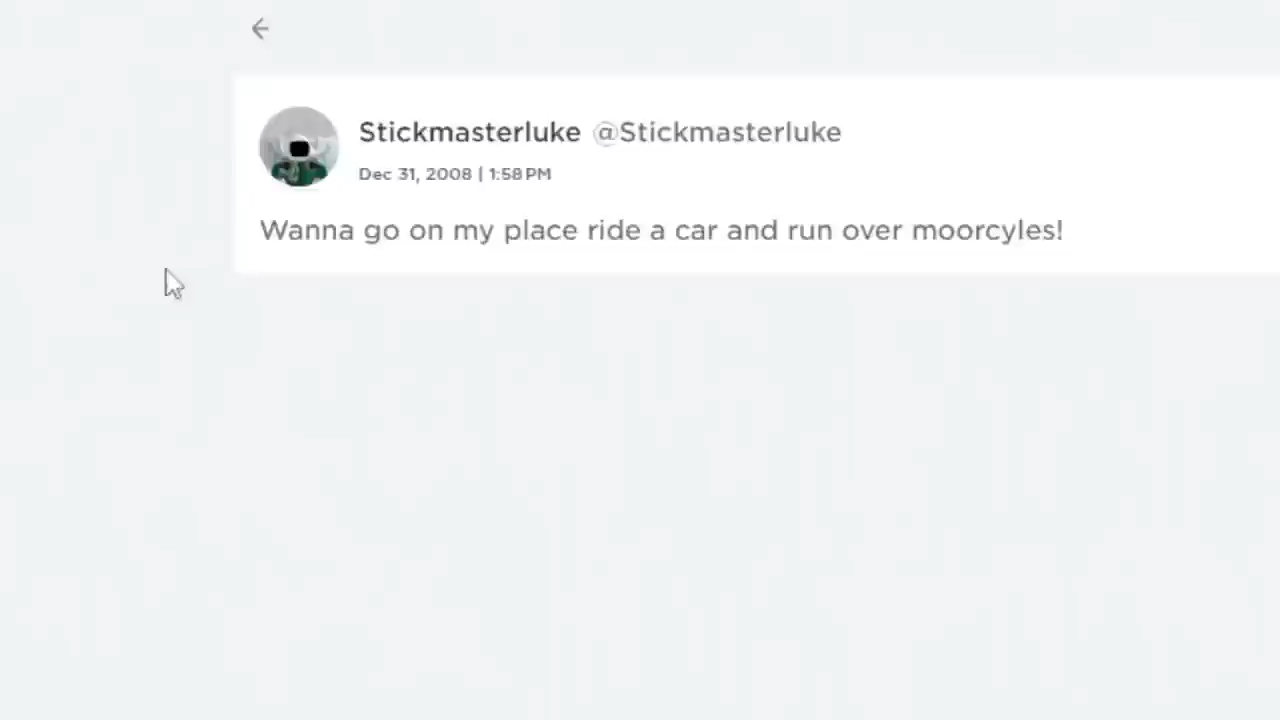 Stickmasterluke @Stickmasterluke
Dec 31, 2008 | 1:58 PM
Wanna go on my place ride a car and run over moorcyles!